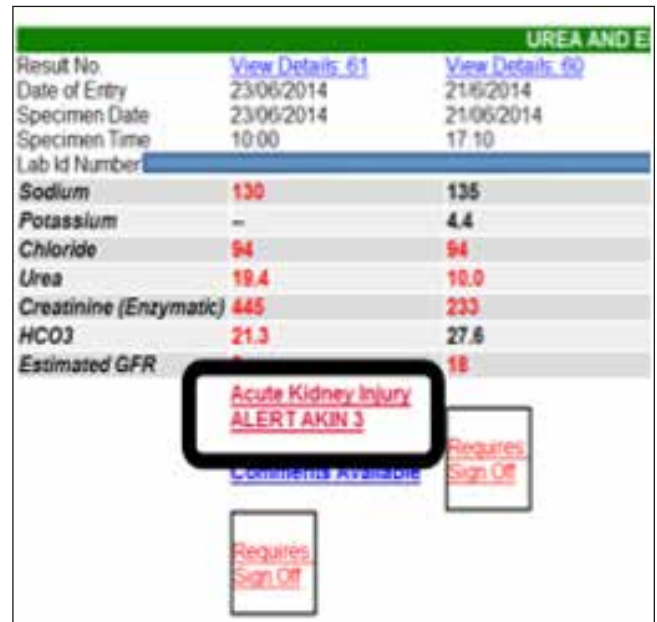 UREA AND E
Result No. View Details: 61 View Details: 60
Date of Entry 23/06/2014 21/6/2014
Specimen Date 23/06/2014 21/06/2014
Specimen Time 10:00 17:10
Lab Id Number
Sodium 130 135
Potassium -- 4.4
Chloride 94 94
Urea 19.4 10.0
Creatinine (Enzymatic) 445 233
HCO3 21.3 27.6
Estimated GFR 18
Acute Kidney Injury
ALERT AKIN 3
Comments Available
Requires
Sign Off
Requires
Sign Off